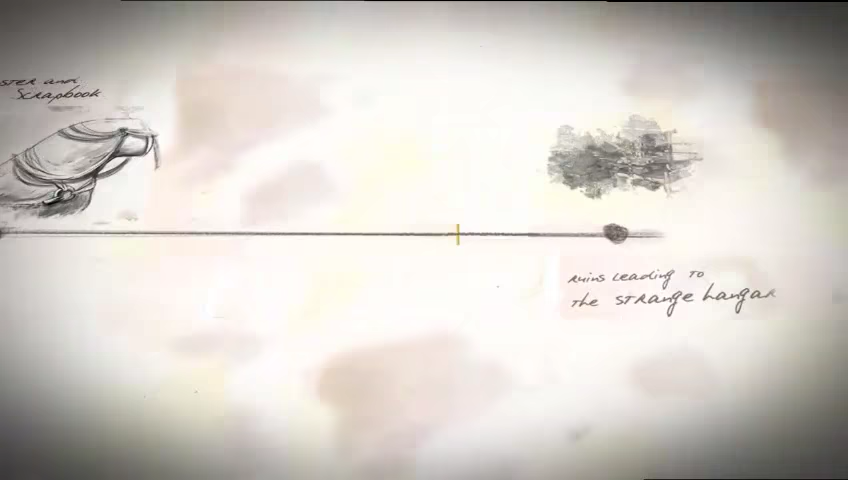 Scrapbook
Ruins Leading To
The STRange hangar